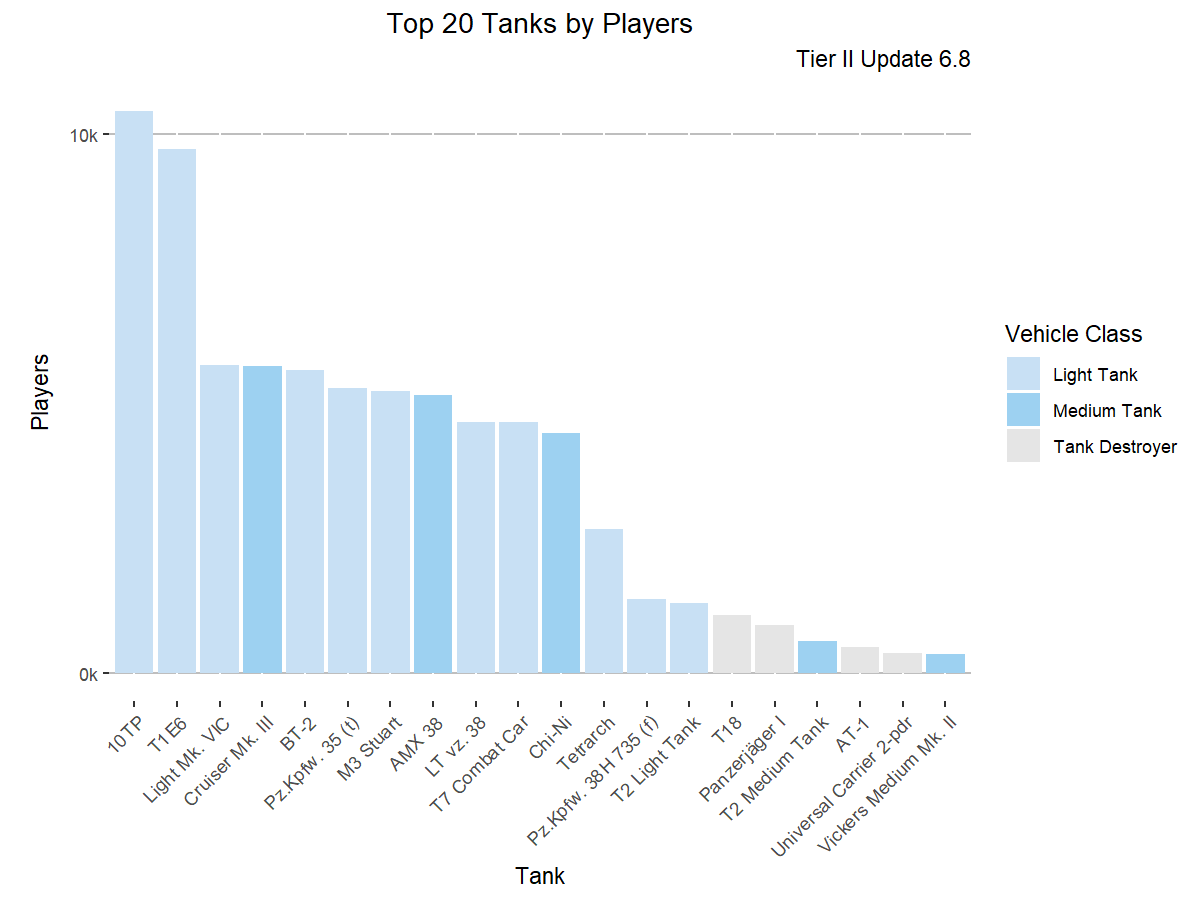 Top 20 Tanks by Players
Tier II Update 6.8
10k
0k
Players
10TP
T1E6
Light Mk. VIC
Cruiser Mk. III
BT-2
Pz.Kpfw. 35 (t)
M3 Stuart
AMX 38
LT vz. 38
T7 Combat Car
Chi-Ni
Tetrarch
Pz.Kpfw. 38H 735 (f)
T2 Light Tank
T18
Panzerjäger I
T2 Medium Tank
AT-1
Universal Carrier 2-pdr
Vickers Medium Mk. II
Tank
Vehicle Class
Light Tank
Medium Tank
Tank Destroyer